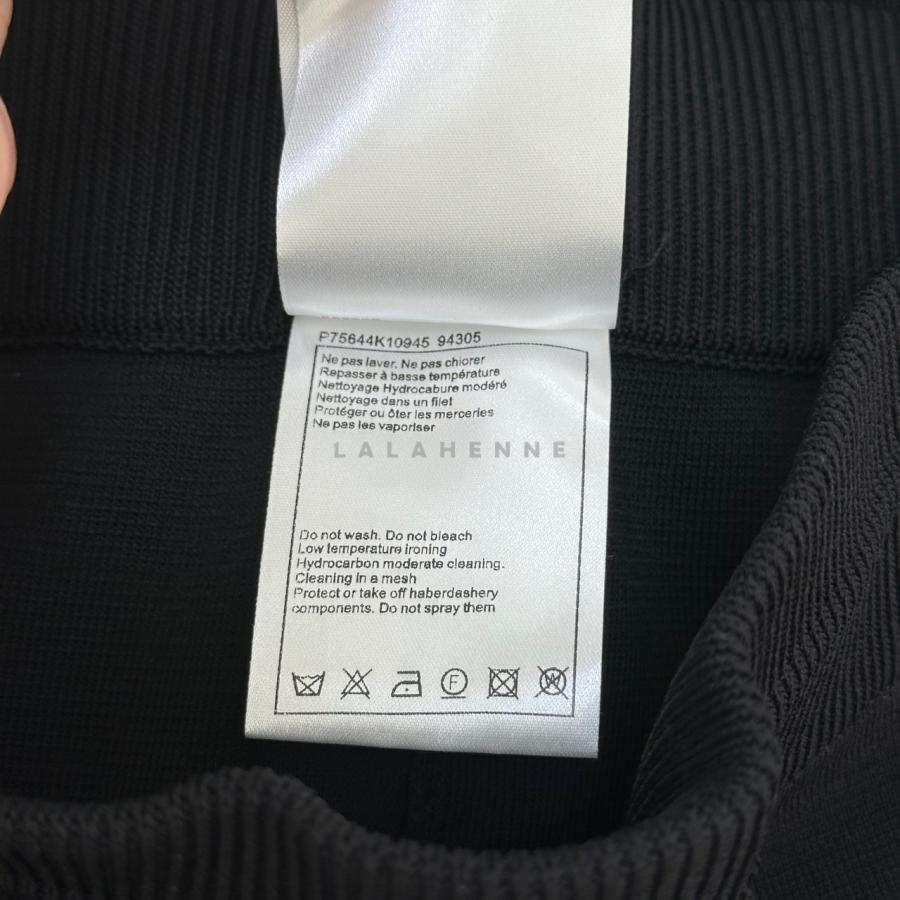 P75644K10945 94305
Ne pas laver. Ne pas chlorer
Repasser à basse température
Nettoyage Hydrocabure modéré
Nettoyage dans un filet
Protéger ou ôter les merceries
Ne pas les vaporiser
LALAHENNE
Do not wash. Do not bleach
Low temperature ironing
Hydrocarbon moderate cleaning.
Cleaning in a mesh
Protect or take off haberdashery
components. Do not spray them
F
W